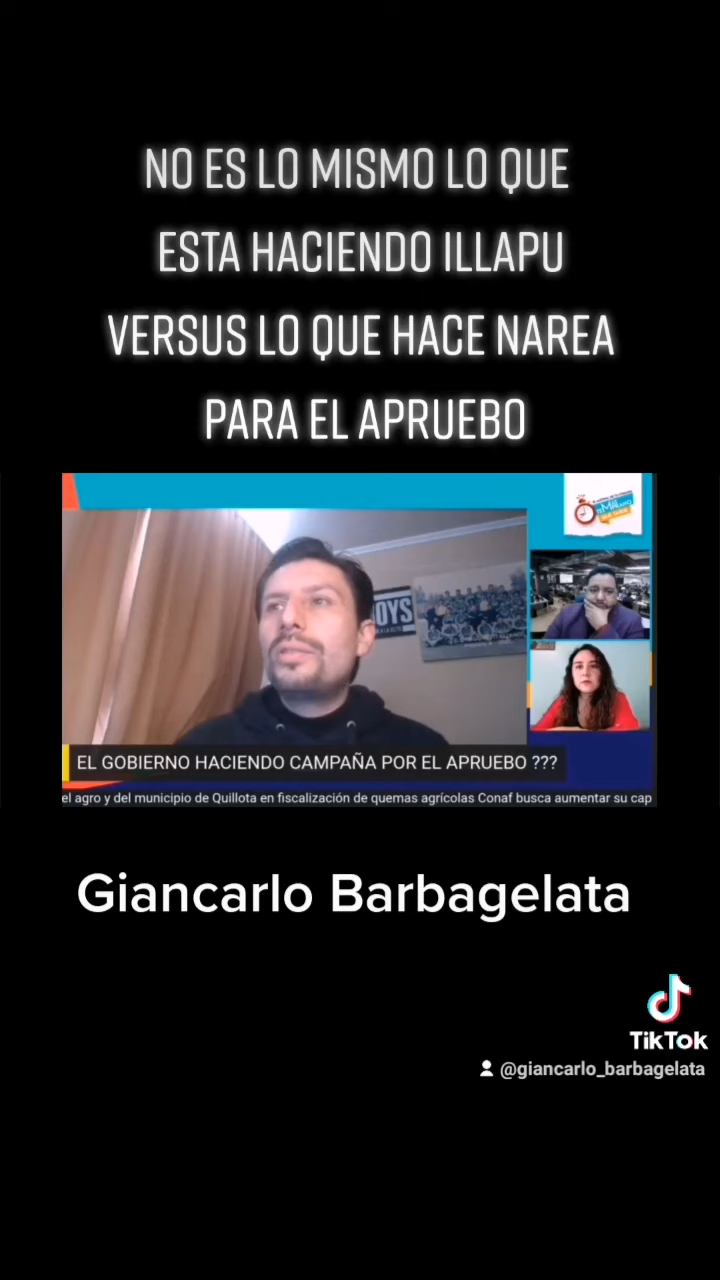 NO ES LO MISMO LO QUE
ESTA HACIENDO ILLAPU
VERSUS LO QUE HACE NAREA
PARA EL APRUEBO
OYS
EL GOBIERNO HACIENDO CAMPAÑA POR EL APRUEBO ???
el agro y del municipio de Quillota en fiscalización de quemas agrícolas Conaf busca aumentar su cap
Giancarlo Barbagelata
TikTok
@giancarlo_barbagelata